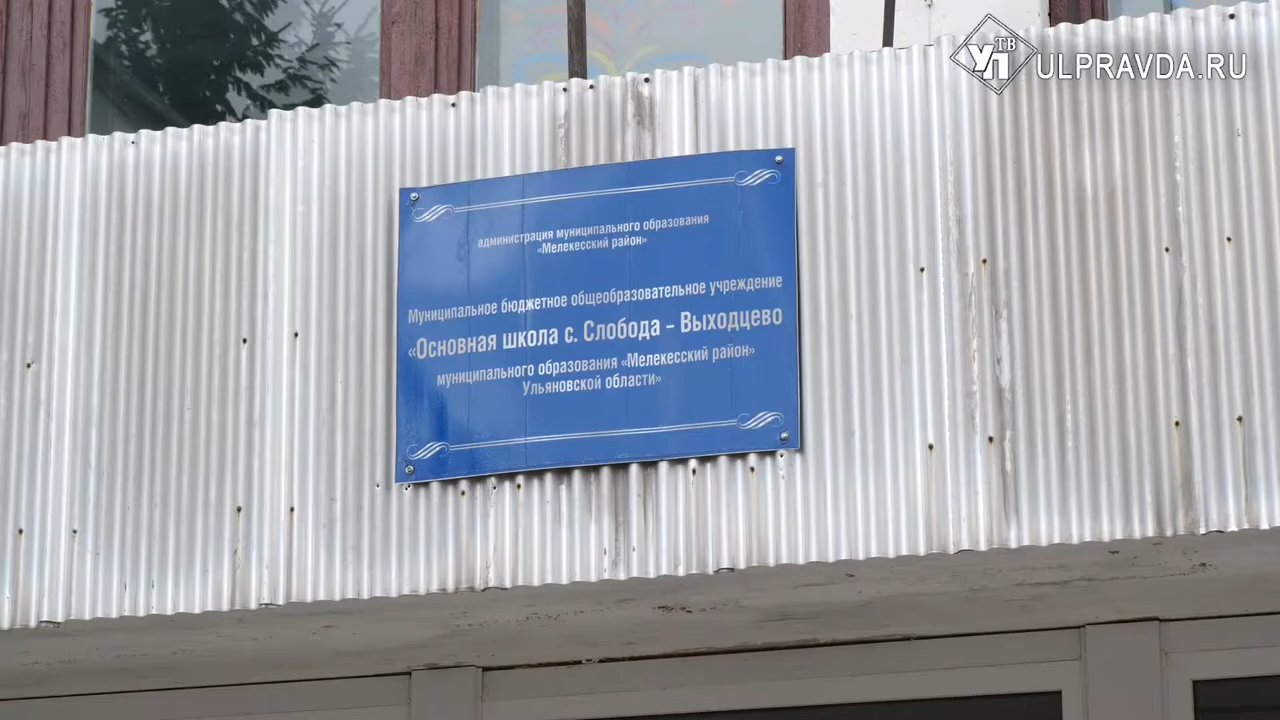 УП ТВ ULPRAVDA.RU
администрация муниципального образования
«Мелекесский район»
Муниципальное бюджетное общеобразовательное учреждение
«Основная школа с. Слобода - Выходцево
муниципального образования «Мелекесский район»
Ульяновской области»